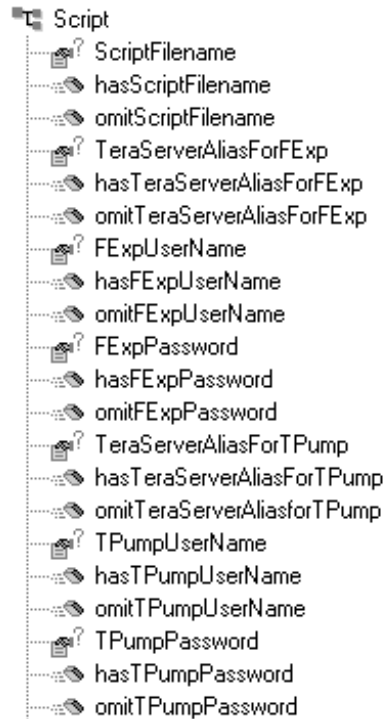 Script
? ScriptFilename
hasScriptFilename
omitScriptFilename
? TeraServerAliasForFExp
hasTeraServerAliasForFExp
omitTeraServerAliasForFExp
? FExpUserName
hasFExpUserName
omitFExpUserName
? FExpPassword
hasFExpPassword
omitFExpPassword
? TeraServerAliasForTPump
hasTeraServerAliasForTPump
omitTeraServerAliasforTPump
? TPumpUserName
hasTPumpUserName
omitTPumpUserName
? TPumpPassword
hasTPumpPassword
omitTPumpPassword